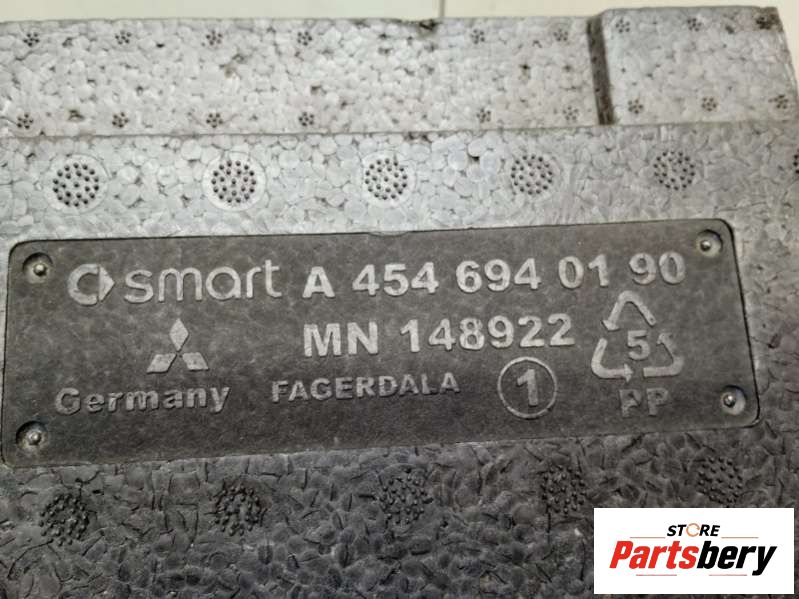 smart A 454 694 01 90
MN 148922
5
PP
Germany FAGERDALA 1
STORE
Partsbery